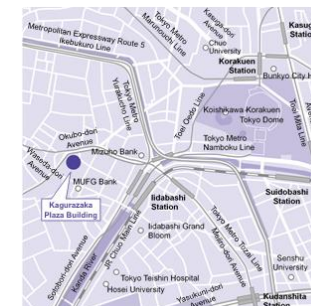 Metropolitan Expressway Route 5
Ikebukuro Line
Tokyo Metro
Marunouchi Line
Kasuga-dori
Avenue
Chuo
University
Kasug
Station
Korakuen
Station
Bunkyo City H
Tokyo Metro
Yurakucho Line
Toei Oedo Line
Koishikawa Korakuen
Tokyo Dome
Toei Mita Line
Okubo-dori
Avenue
Tokyo Metro
Namboku Line
Waseda-dori
Avenue
Mizuho Bank
MUFG Bank
Kagurazaka
Plaza Building
Iidabashi
Station
Suidobashi
Station
Sotobori-dori Avenue
Kanda River
JR Chuo Main Line
Iidabashi Grand
Bloom
Tokyo Metro Tozai Line
Mejiro-dori Avenue
Senshu
University
Tokyo Teishin Hospital
Hosei University
Yasukuni-dori
Avenue
Kudanshita
Station